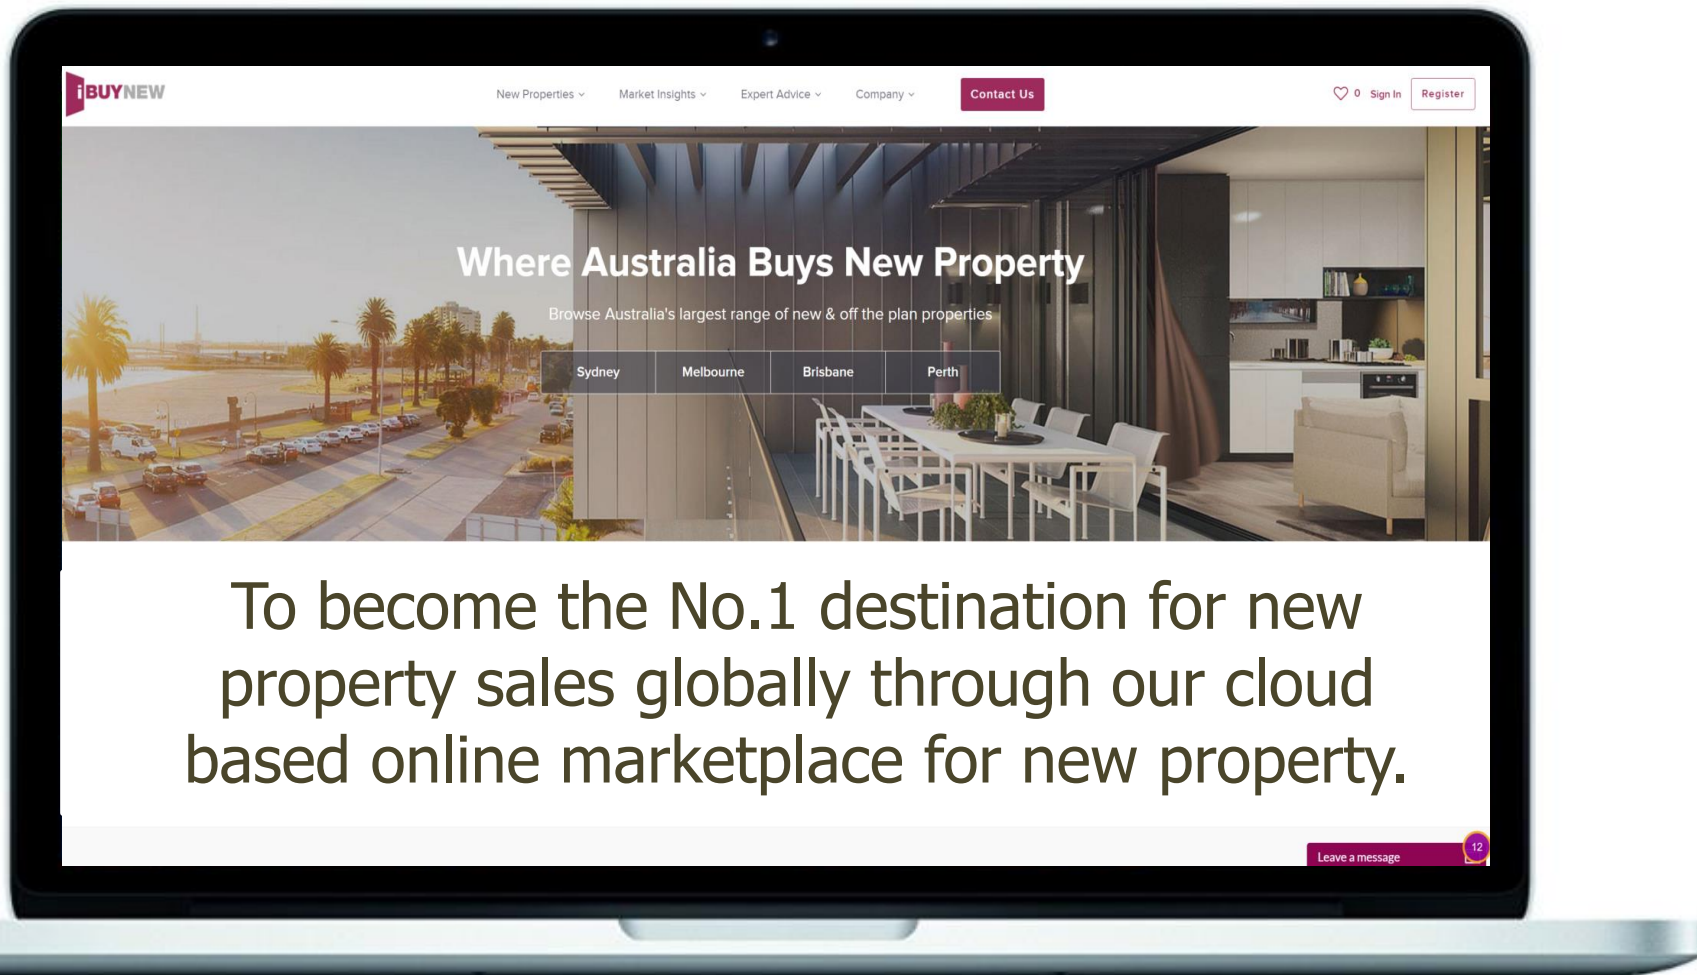 iBUYNEW
New Properties Market Insights Expert Advice Company Contact Us 0 Sign In Register
Where Australia Buys New Property
Browse Australia's largest range of new & off the plan properties
Sydney Melbourne Brisbane Perth
To become the No.1 destination for new
property sales globally through our cloud
based online marketplace for new property.
Leave a message
12